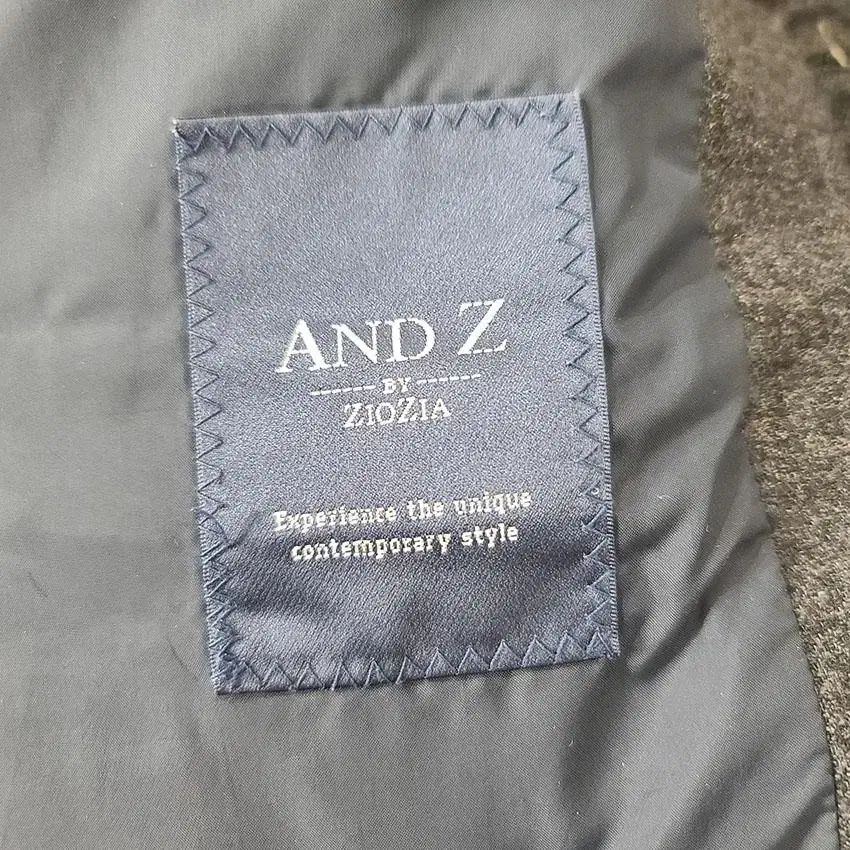 AND Z
BY
ZIOZIA
Experience the unique
contemporary style